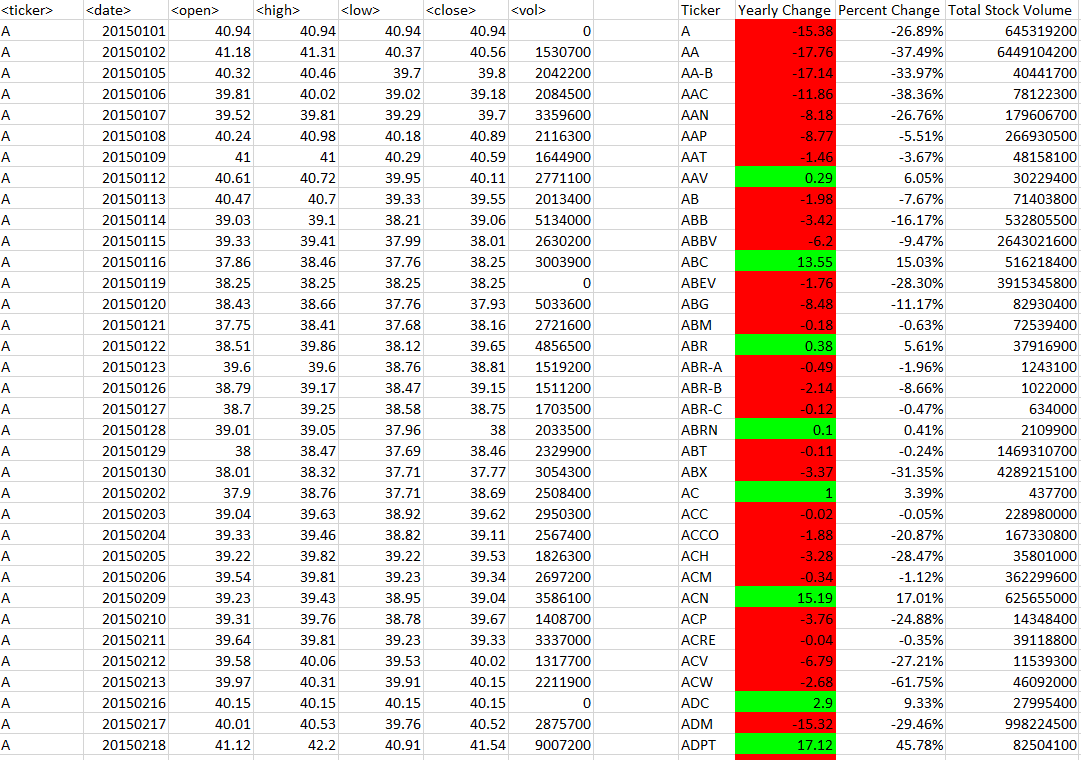 <ticker> <date> <open> <high> <low> <close> <vol> Ticker Yearly Change Percent Change Total Stock Volume
A 20150101 40.94 40.94 40.94 40.94 0 A -15.38 -26.89% 645319200
A 20150102 41.18 41.31 40.37 40.56 1530700 AA -17.76 -37.49% 6449104200
A 20150105 40.32 40.46 39.7 39.8 2042200 AA-B -17.14 -33.97% 40441700
A 20150106 39.81 40.02 39.02 39.18 2084500 AAC -11.86 -38.36% 78122300
A 20150107 39.52 39.81 39.29 39.7 3359600 AAN -8.18 -26.76% 179606700
A 20150108 40.24 40.98 40.18 40.89 2116300 AAP -8.77 -5.51% 266930500
A 20150109 41 41 40.29 40.59 1644900 AAT -1.46 -3.67% 48158100
A 20150112 40.61 40.72 39.95 40.11 2771100 AAV 0.29 6.05% 30229400
A 20150113 40.47 40.7 39.33 39.55 2013400 AB -1.98 -7.67% 71403800
A 20150114 39.03 39.1 38.21 39.06 5134000 ABB -3.42 -16.17% 532805500
A 20150115 39.33 39.41 37.99 38.01 2630200 ABBV -6.2 -9.47% 2643021600
A 20150116 37.86 38.46 37.76 38.25 3003900 ABC 13.55 15.03% 516218400
A 20150119 38.25 38.25 38.25 38.25 0 ABEV -1.76 -28.30% 3915345800
A 20150120 38.43 38.66 37.76 37.93 5033600 ABG -8.48 -11.17% 82930400
A 20150121 37.75 38.41 37.68 38.16 2721600 ABM -0.18 -0.63% 72539400
A 20150122 38.51 39.86 38.12 39.65 4856500 ABR 0.38 5.61% 37916900
A 20150123 39.6 39.6 38.76 38.81 1519200 ABR-A -0.49 -1.96% 1243100
A 20150126 38.79 39.17 38.47 39.15 1511200 ABR-B -2.14 -8.66% 1022000
A 20150127 38.7 39.25 38.58 38.75 1703500 ABR-C -0.12 -0.47% 634000
A 20150128 39.01 39.05 37.96 38 2033500 ABRN 0.1 0.41% 2109900
A 20150129 38 38.47 37.69 38.46 2329900 ABT -0.11 -0.24% 1469310700
A 20150130 38.01 38.32 37.71 37.77 3054300 ABX -3.37 -31.35% 4289215100
A 20150202 37.9 38.76 37.71 38.69 2508400 AC 1 3.39% 437700
A 20150203 39.04 39.63 38.92 39.62 2950300 ACC -0.02 -0.05% 228980000
A 20150204 39.33 39.46 38.82 39.11 2567400 ACCO -1.88 -20.87% 167330800
A 20150205 39.22 39.82 39.22 39.53 1826300 ACH -3.28 -28.47% 35801000
A 20150206 39.54 39.81 39.23 39.34 2697200 ACM -0.34 -1.12% 362299600
A 20150209 39.23 39.43 38.95 39.04 3586100 ACN 15.19 17.01% 625655000
A 20150210 39.31 39.76 38.78 39.67 1408700 ACP -3.76 -24.88% 14348400
A 20150211 39.64 39.81 39.23 39.33 3337000 ACRE -0.04 -0.35% 39118800
A 20150212 39.58 40.06 39.53 40.02 1317700 ACV -6.79 -27.21% 11539300
A 20150213 39.97 40.31 39.91 40.15 2211900 ACW -2.68 -61.75% 46092000
A 20150216 40.15 40.15 40.15 40.15 0 ADC 2.9 9.33% 27995400
A 20150217 40.01 40.53 39.76 40.52 2875700 ADM -15.32 -29.46% 998224500
A 20150218 41.12 42.2 40.91 41.54 9007200 ADPT 17.12 45.78% 82504100